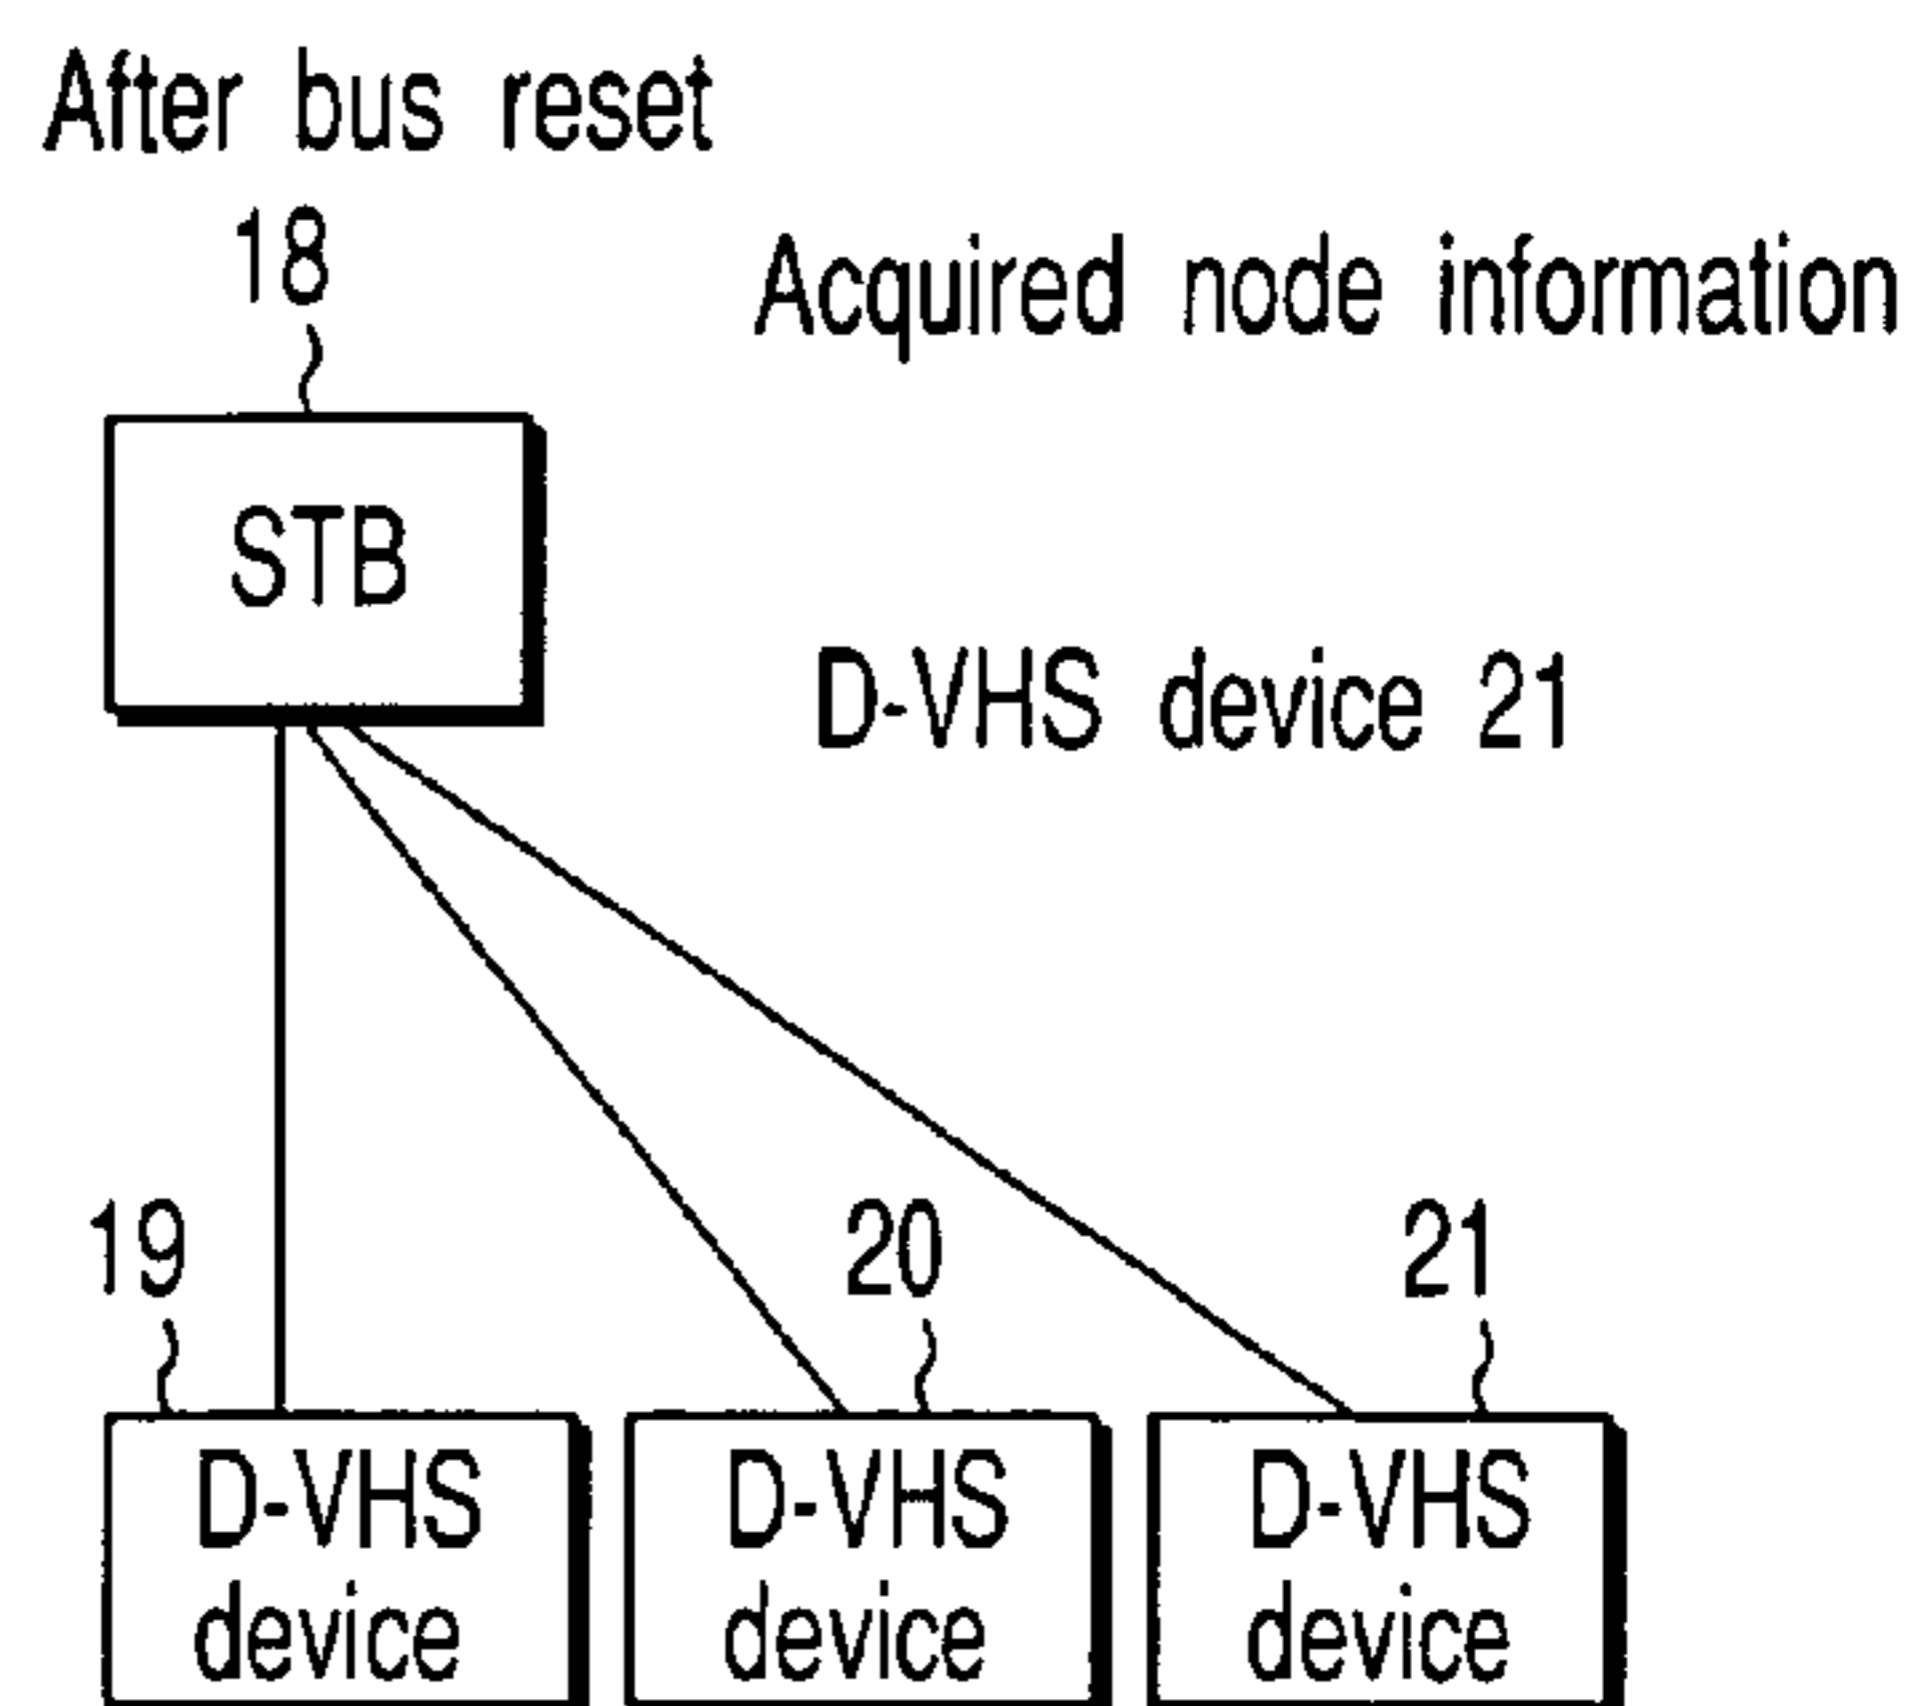 After bus reset
18
Acquired node information
STB
D-VHS device 21
19
20
21
D-VHS
device
D-VHS
device
D-VHS
device